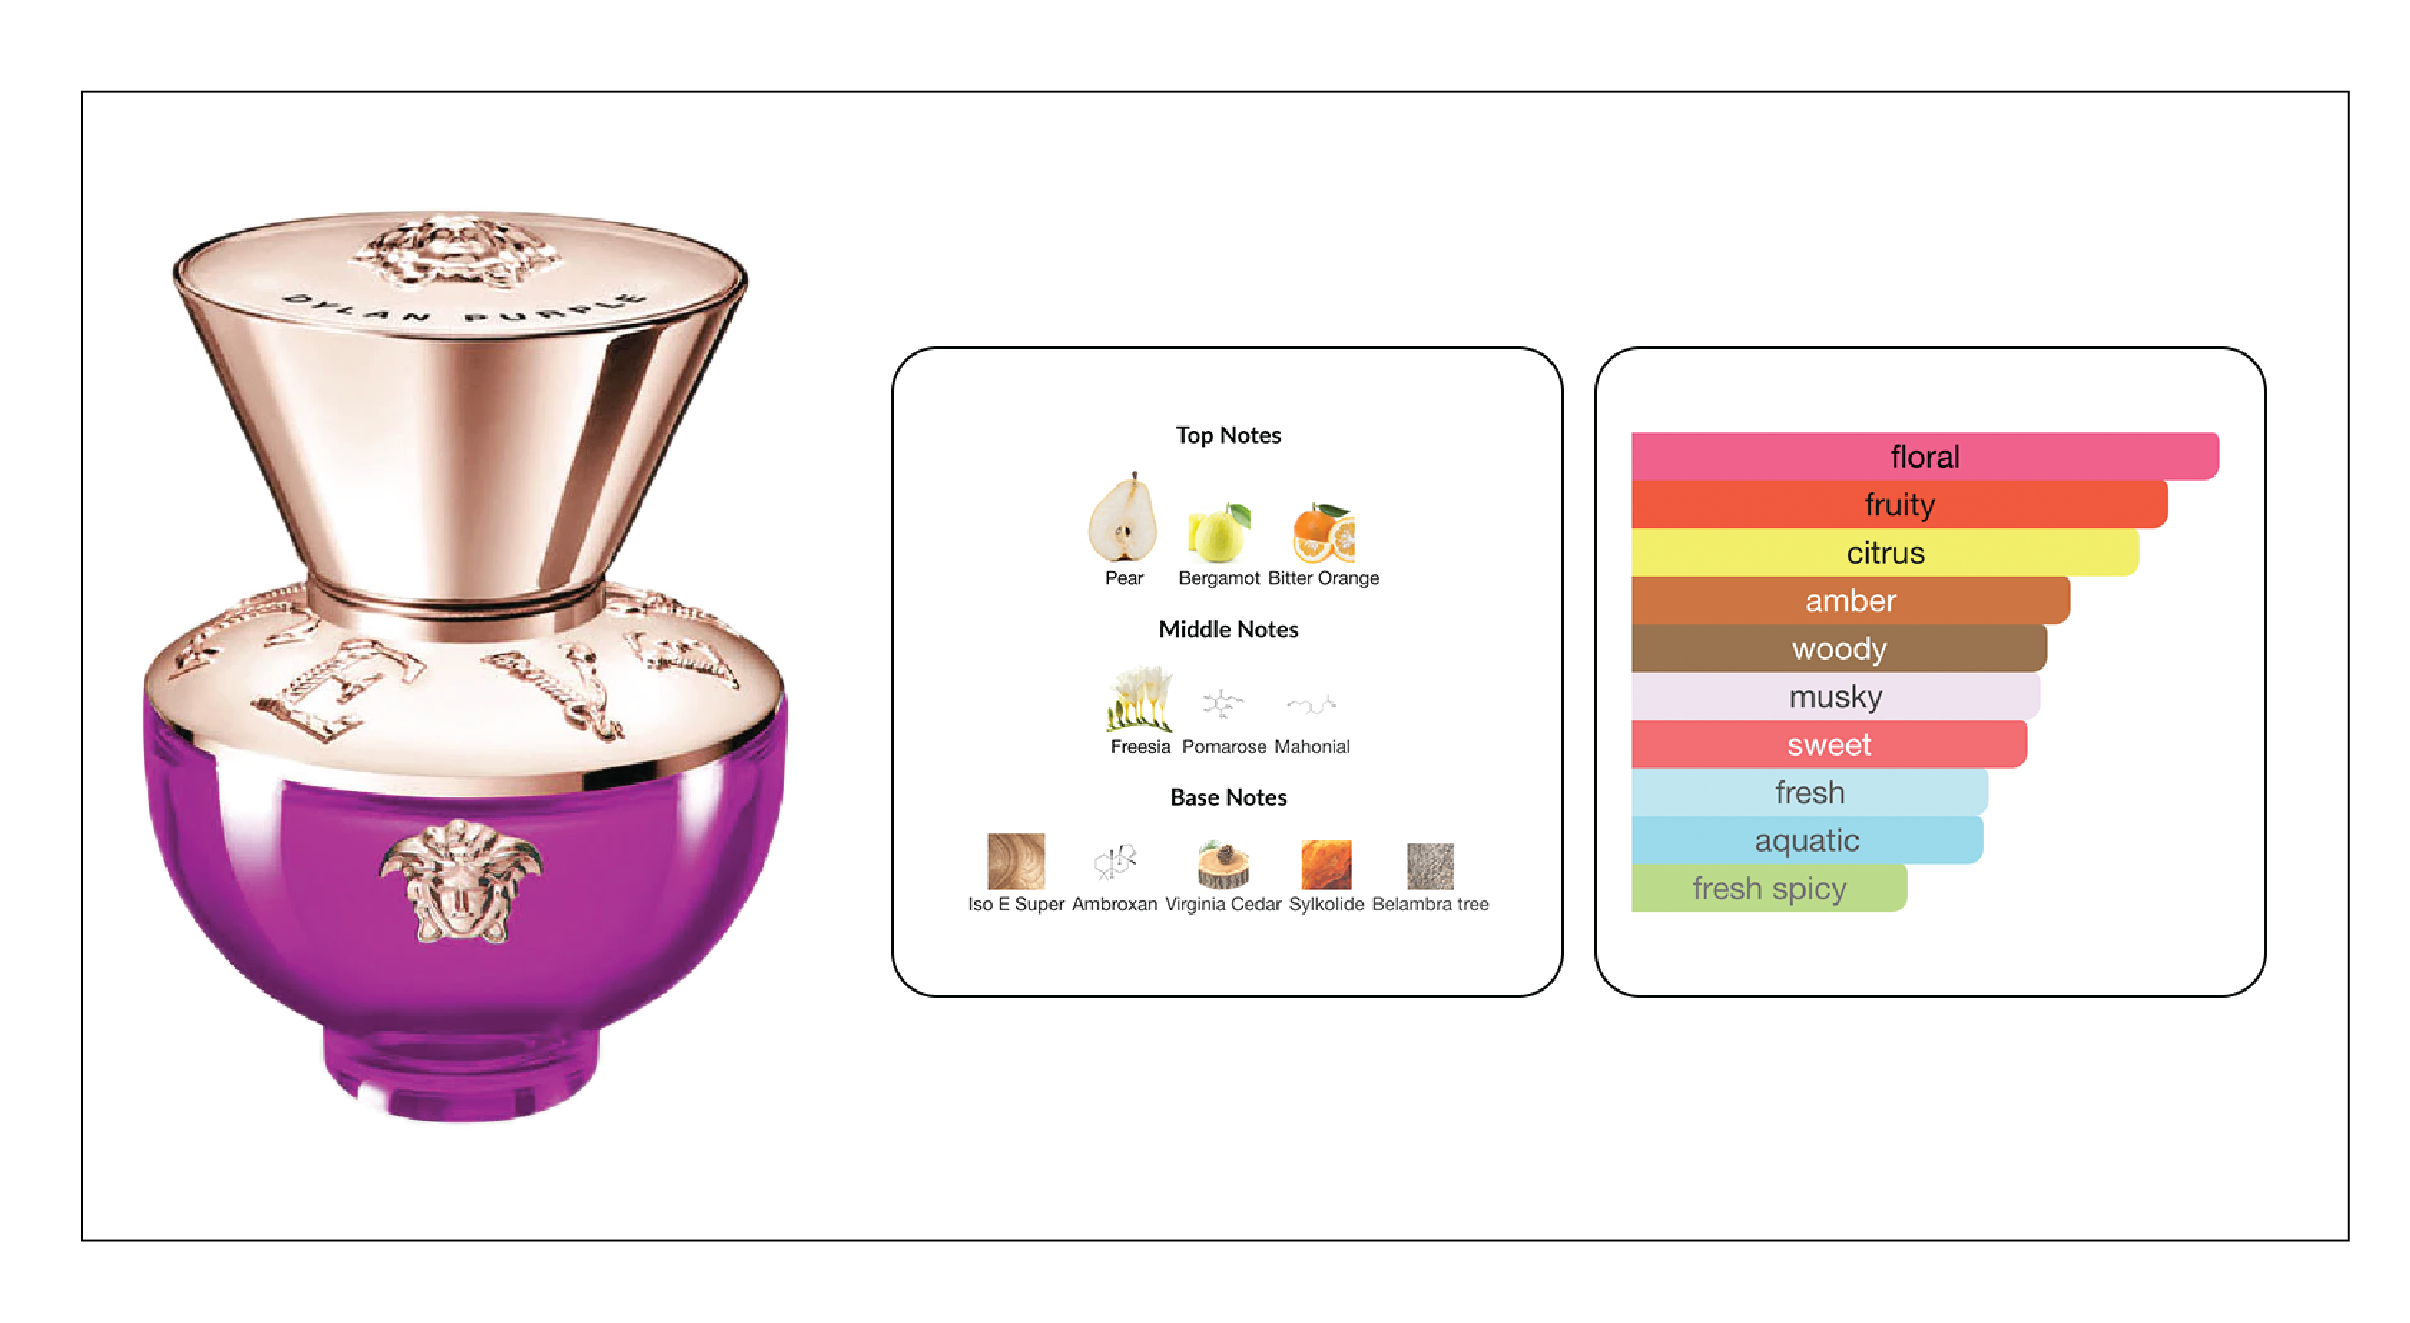 DYLAN PURPLE
Top Notes
Pear Bergamot Bitter Orange
Middle Notes
Freesia Pomarose Mahonial
Base Notes
Iso E Super Ambroxan Virginia Cedar Sylkolide Belambra tree
floral
fruity
citrus
amber
woody
musky
sweet
fresh
aquatic
fresh spicy